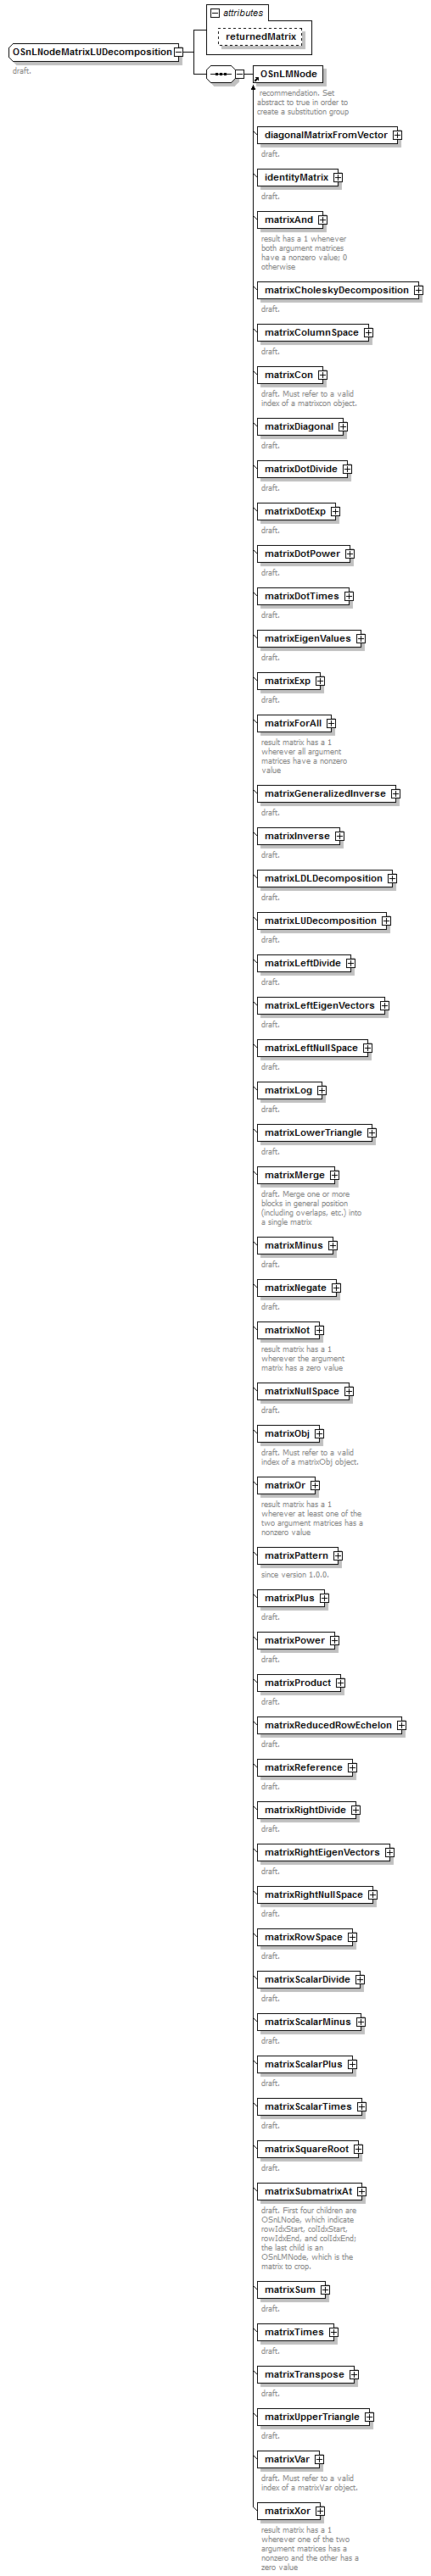 attributes
returnedMatrix
OSnLNodeMatrixLUDecomposition
draft.
OSnLMNode
recommendation. Set
abstract to true in order to
create a substitution group
diagonalMatrixFromVector
draft.
identityMatrix
draft.
matrixAnd
result has a 1 whenever
both argument matrices
have a nonzero value; 0
otherwise
matrixCholeskyDecomposition
draft.
matrixColumnSpace
draft.
matrixCon
draft. Must refer to a valid
index of a matrixcon object.
matrixDiagonal
draft.
matrixDotDivide
draft.
matrixDotExp
draft.
matrixDotPower
draft.
matrixDotTimes
draft.
matrixEigenValues
draft.
matrixExp
draft.
matrixForAll
result matrix has a 1
wherever all argument
matrices have a nonzero
value
matrixGeneralizedInverse
draft.
matrixInverse
draft.
matrixLDLDecomposition
draft.
matrixLUDecomposition
draft.
matrixLeftDivide
draft.
matrixLeftEigenVectors
draft.
matrixLeftNullSpace
draft.
matrixLog
draft.
matrixLowerTriangle
draft.
matrixMerge
draft. Merge one or more
blocks in general position
(including overlaps, etc.) into
a single matrix
matrixMinus
draft.
matrixNegate
draft.
matrixNot
result matrix has a 1
wherever the argument
matrix has a zero value
matrixNullSpace
draft.
matrixObj
draft. Must refer to a valid
index of a matrixObj object.
matrixOr
result matrix has a 1
wherever at least one of the
two argument matrices has a
nonzero value
matrixPattern
since version 1.0.0.
matrixPlus
draft.
matrixPower
draft.
matrixProduct
draft.
matrixReducedRowEchelon
draft.
matrixReference
draft.
matrixRightDivide
draft.
matrixRightEigenVectors
draft.
matrixRightNullSpace
draft.
matrixRowSpace
draft.
matrixScalarDivide
draft.
matrixScalarMinus
draft.
matrixScalarPlus
draft.
matrixScalarTimes
draft.
matrixSquareRoot
draft.
matrixSubmatrixAt
draft. First four children are
OSnLNode, which indicate
rowIdxStart, colIdxStart,
rowIdxEnd, and colIdxEnd;
the last child is an
OSnLMNode, which is the
matrix to crop.
matrixSum
draft.
matrixTimes
draft.
matrixTranspose
draft.
matrixUpperTriangle
draft.
matrixVar
draft. Must refer to a valid
index of a matrixVar object.
matrixXor
result matrix has a 1
wherever one of the two
argument matrices has a
nonzero and the other has a
zero value